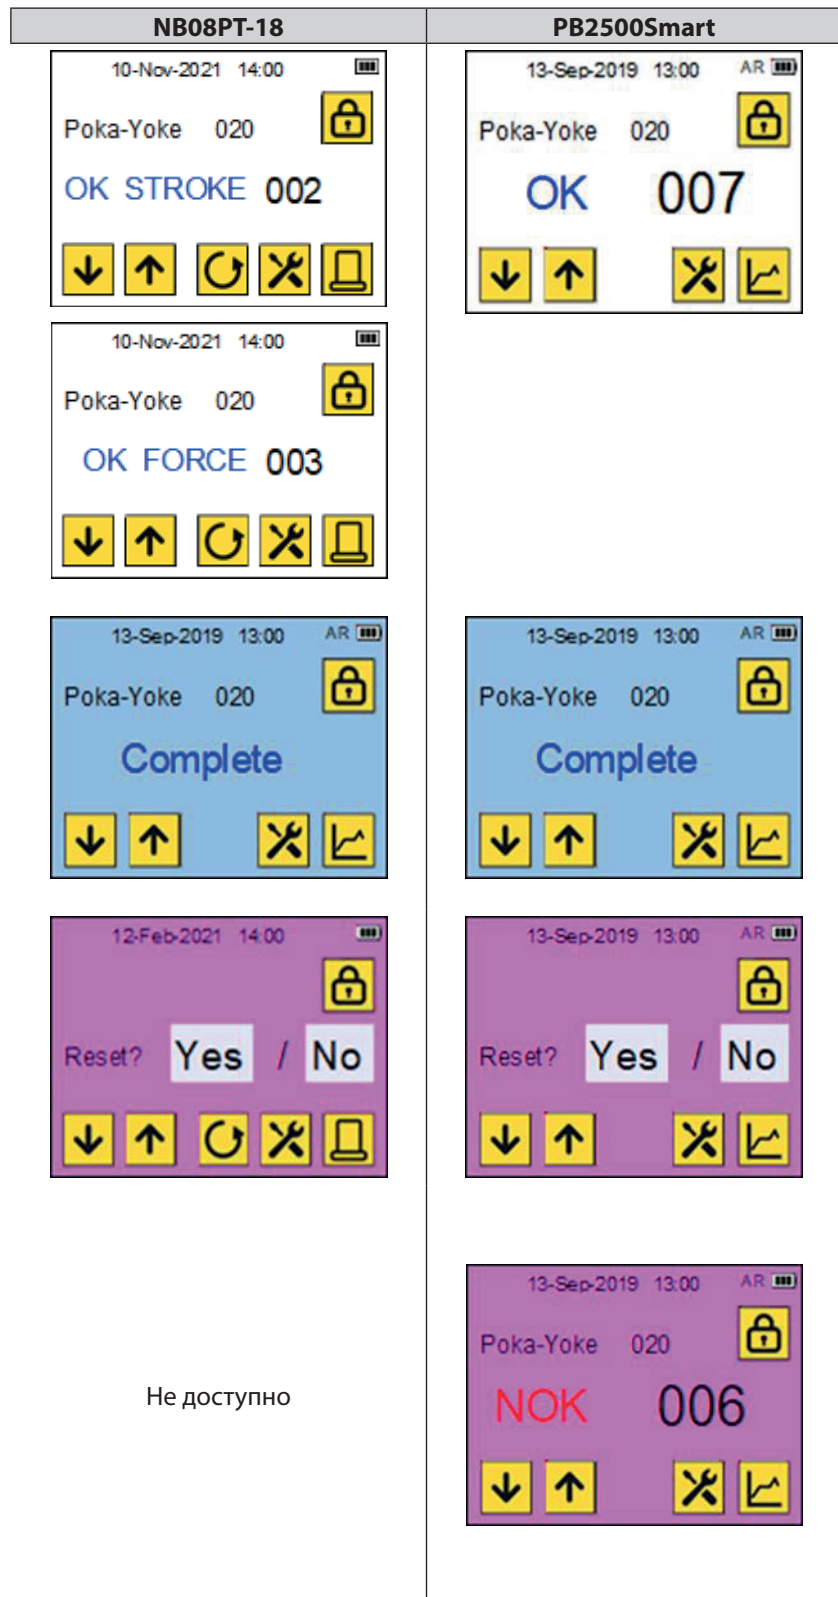 NB08PT-18
PB2500Smart
10-Nov-2021 14:00
Poka-Yoke 020
OK STROKE 002
13-Sep-2019 13:00 AR
Poka-Yoke 020
OK 007
10-Nov-2021 14:00
Poka-Yoke 020
OK FORCE 003
13-Sep-2019 13:00 AR
Poka-Yoke 020
Complete
13-Sep-2019 13:00 AR
Poka-Yoke 020
Complete
12-Feb-2021 14:00
Reset? Yes / No
13-Sep-2019 13:00 AR
Reset? Yes / No
Не доступно
13-Sep-2019 13:00 AR
Poka-Yoke 020
NOK 006